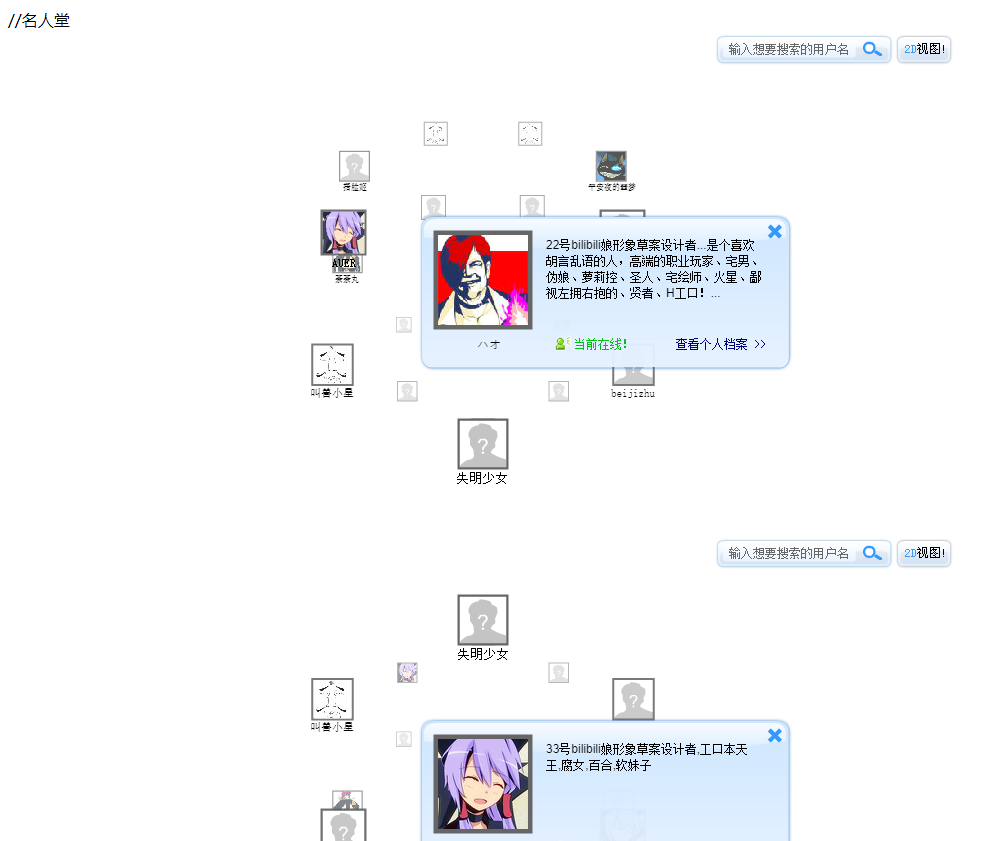 //名人堂
输入想要搜索的用户名
2D视图!
平安夜的噩梦
AUER
茶茶丸
22号bilibili娘形象草案设计者...是个喜欢
胡言乱语的人，高端的职业玩家、宅男、
伪娘、萝莉控、圣人、宅绘师、火星、鄙
视左拥右抱的、贤者、H工口！...
ハオ
当前在线!
查看个人档案 >>
叫兽小星
beijizhu
失明少女
输入想要搜索的用户名
2D视图!
失明少女
叫兽小星
33号bilibili娘形象草案设计者,工口本天
王,腐女,百合,软妹子